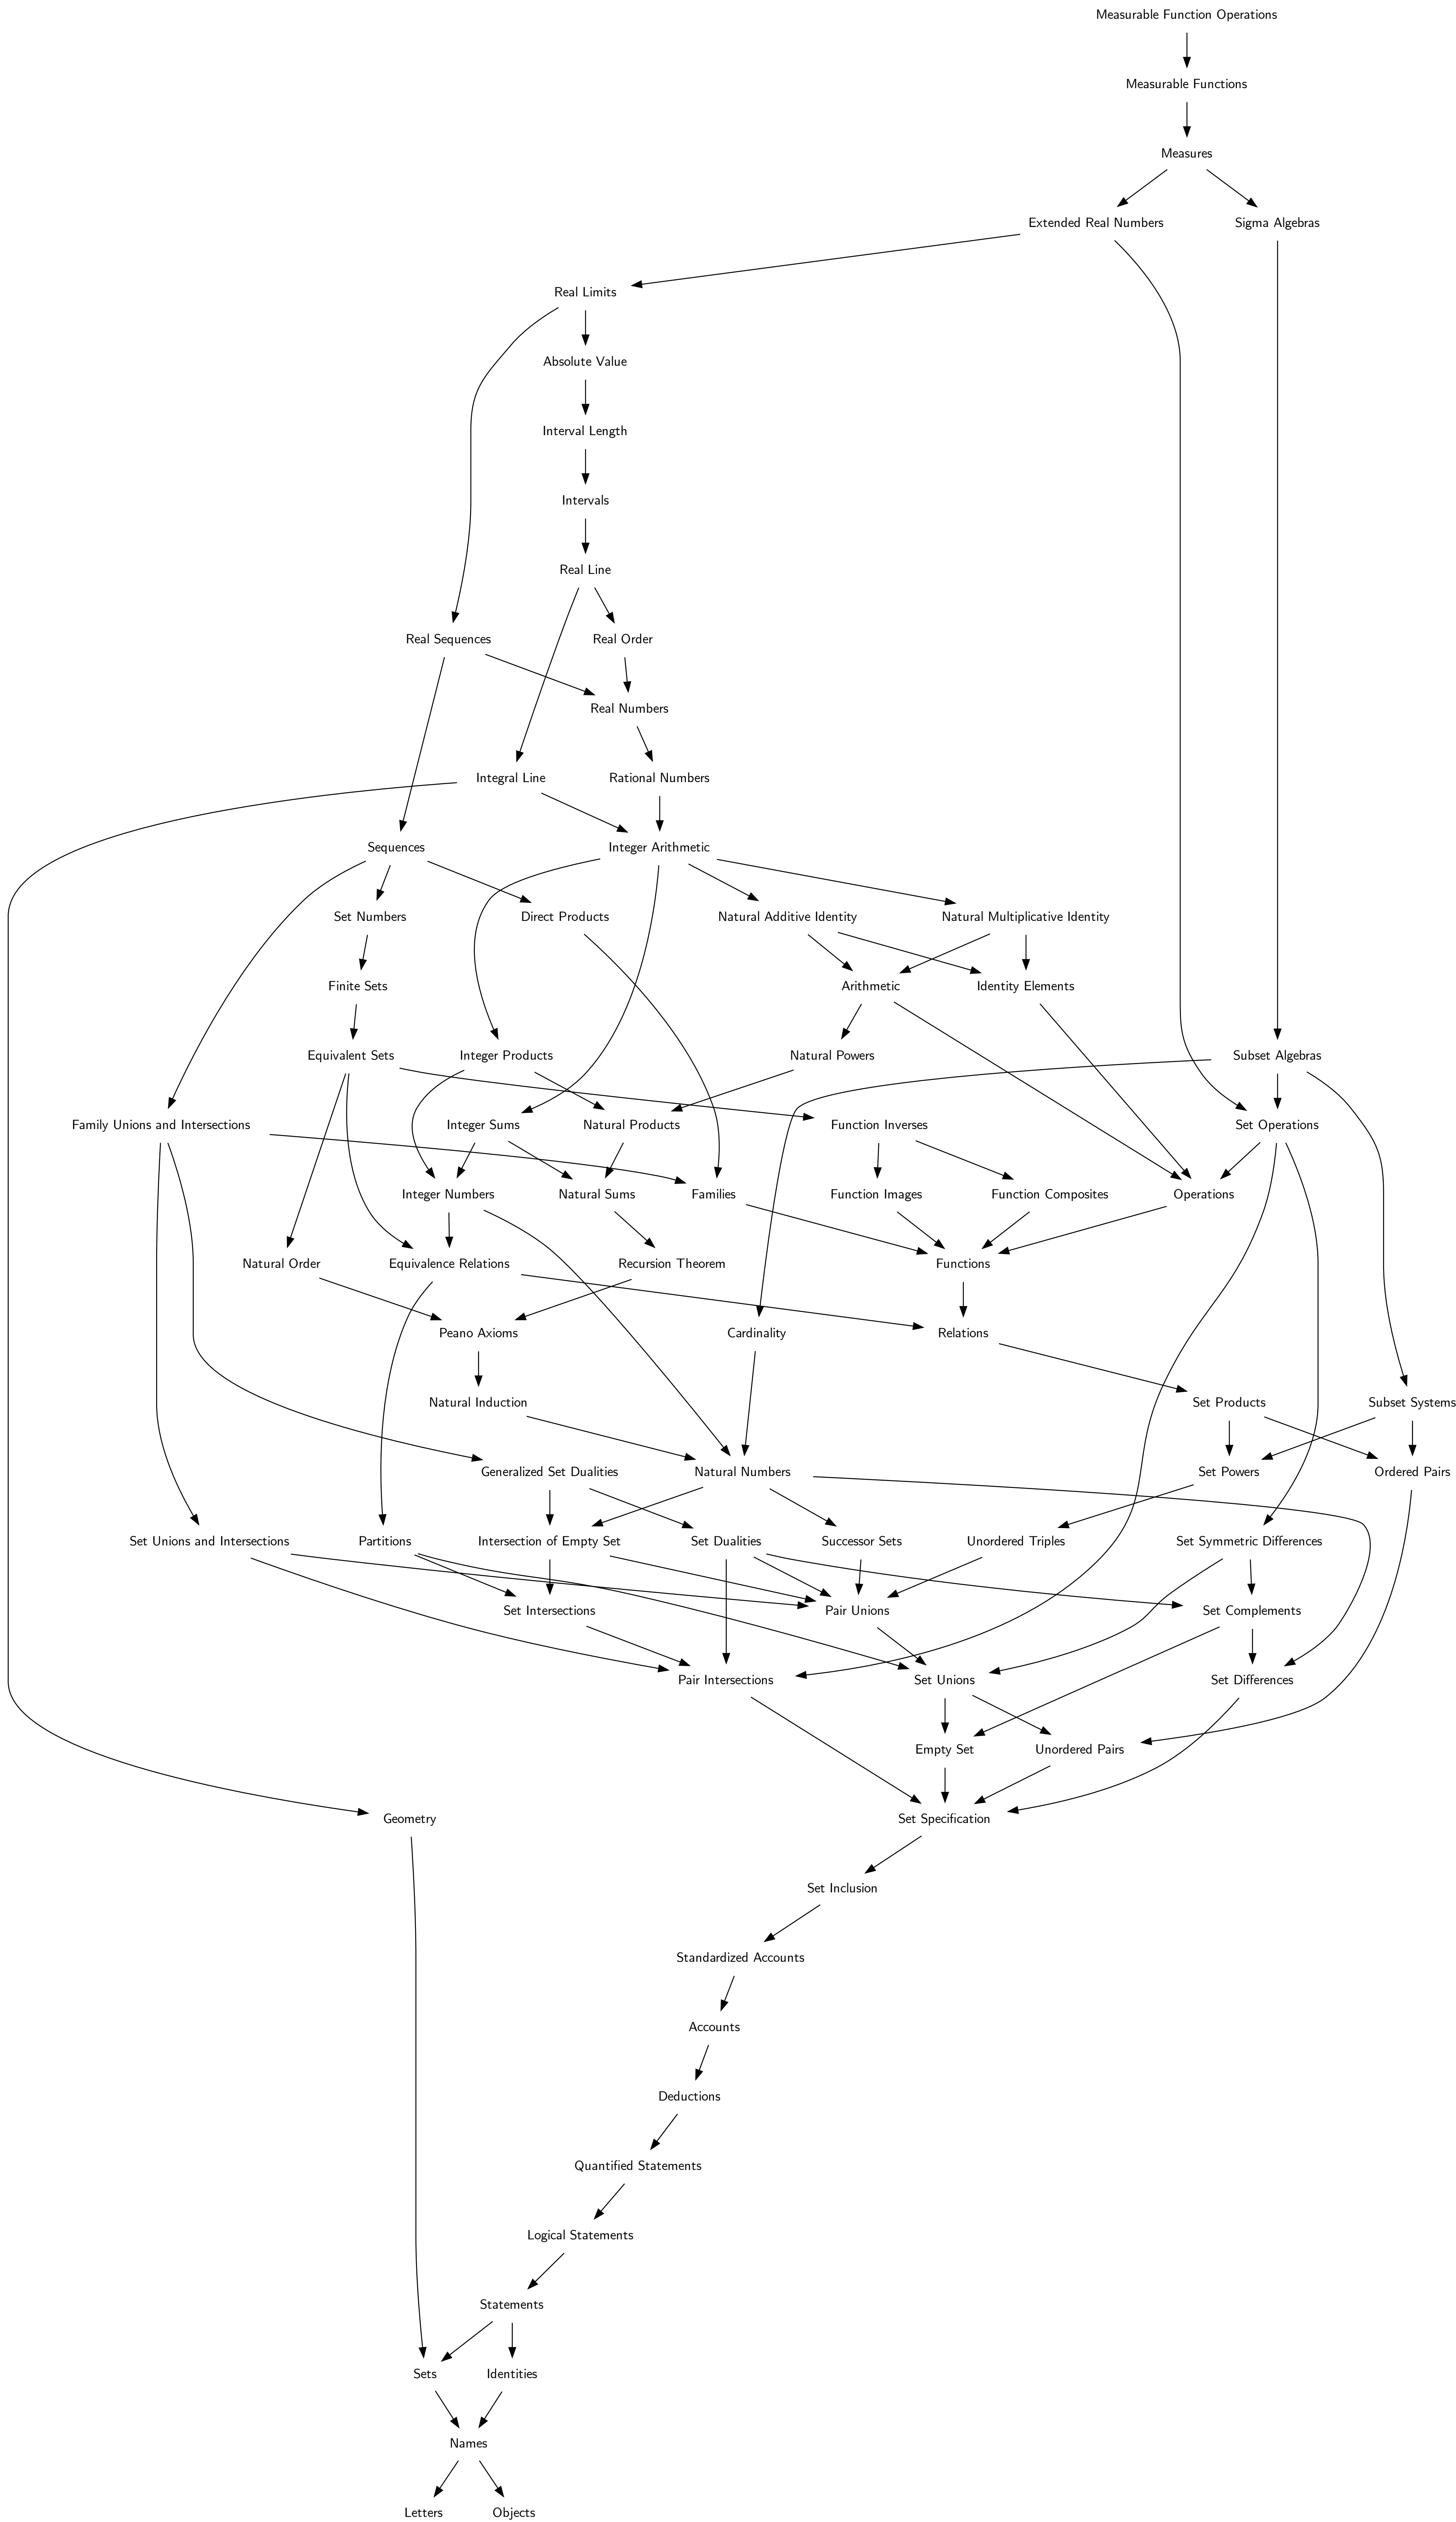 Measurable Function Operations
Measurable Functions
Measures
Extended Real Numbers
Sigma Algebras
Real Limits
Absolute Value
Interval Length
Intervals
Real Line
Real Sequences
Real Order
Real Numbers
Integral Line
Rational Numbers
Sequences
Integer Arithmetic
Set Numbers
Direct Products
Natural Additive Identity
Natural Multiplicative Identity
Finite Sets
Arithmetic
Identity Elements
Equivalent Sets
Integer Products
Natural Powers
Subset Algebras
Family Unions and Intersections
Integer Sums
Natural Products
Function Inverses
Set Operations
Integer Numbers
Natural Sums
Families
Function Images
Function Composites
Operations
Natural Order
Equivalence Relations
Recursion Theorem
Functions
Peano Axioms
Cardinality
Relations
Natural Induction
Set Products
Subset Systems
Generalized Set Dualities
Natural Numbers
Set Powers
Ordered Pairs
Set Unions and Intersections
Partitions
Intersection of Empty Set
Set Dualities
Successor Sets
Unordered Triples
Set Symmetric Differences
Set Intersections
Pair Unions
Set Complements
Pair Intersections
Set Unions
Set Differences
Empty Set
Unordered Pairs
Geometry
Set Specification
Set Inclusion
Standardized Accounts
Accounts
Deductions
Quantified Statements
Logical Statements
Statements
Sets
Identities
Names
Letters
Objects